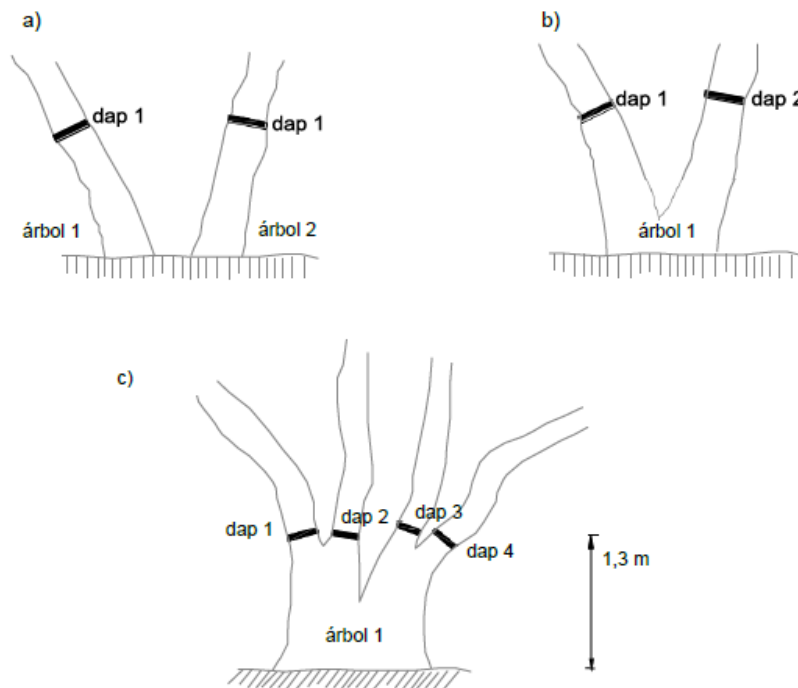 a)
b)
dap 1
dap 1
árbol 1
árbol 2
dap 1
dap 2
árbol 1
c)
dap 1
dap 2
dap 3
dap 4
1,3 m
árbol 1